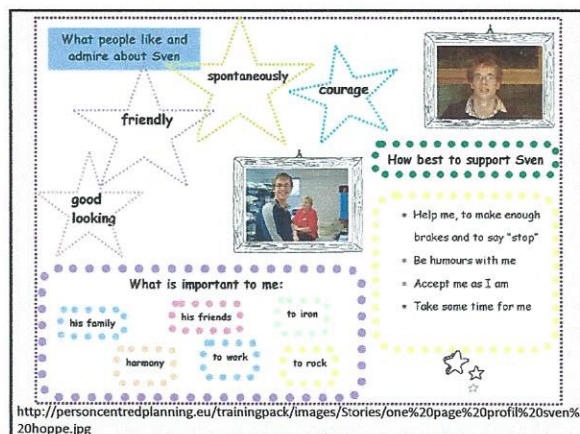 What people like and
admire about Sven
spontaneously
courage
friendly
good
looking
How best to support Sven
Help me, to make enough
brakes and to say "stop"
Be humours with me
Accept me as I am
Take some time for me
What is important to me:
his family
his friends
to iron
harmony
to work
to rock
http://personcentredplanning.eu/trainingpack/images/Stories/one%20page%20profil%20sven%
20hoppe.jpg